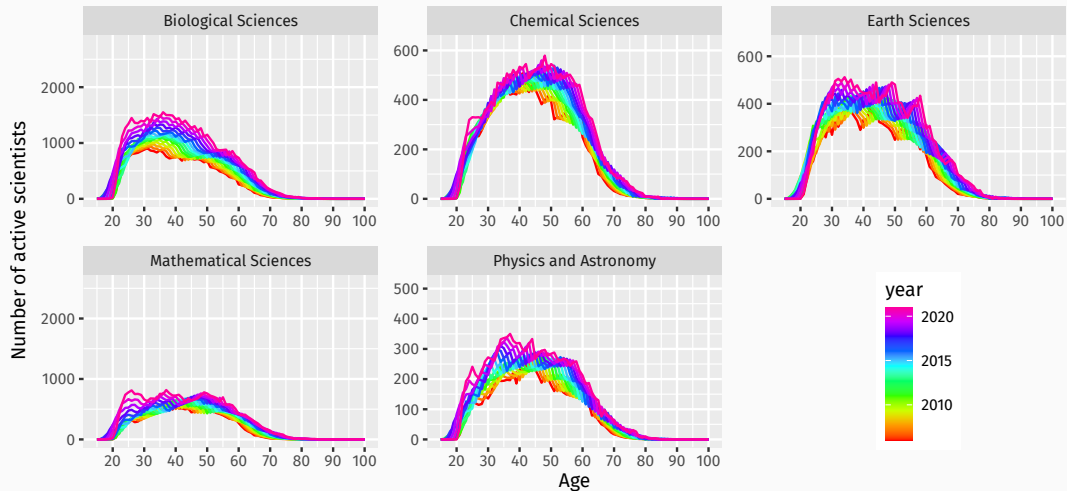 Biological Sciences
Chemical Sciences
Earth Sciences
Number of active scientists
2000
1000
0
20 30 40 50 60 70 80 90 100
600
400
200
0
20 30 40 50 60 70 80 90 100
600
400
200
0
20 30 40 50 60 70 80 90 100
Mathematical Sciences
Physics and Astronomy
2000
1000
0
20 30 40 50 60 70 80 90 100
500
400
300
200
100
0
20 30 40 50 60 70 80 90 100
Age
year
2020
2015
2010